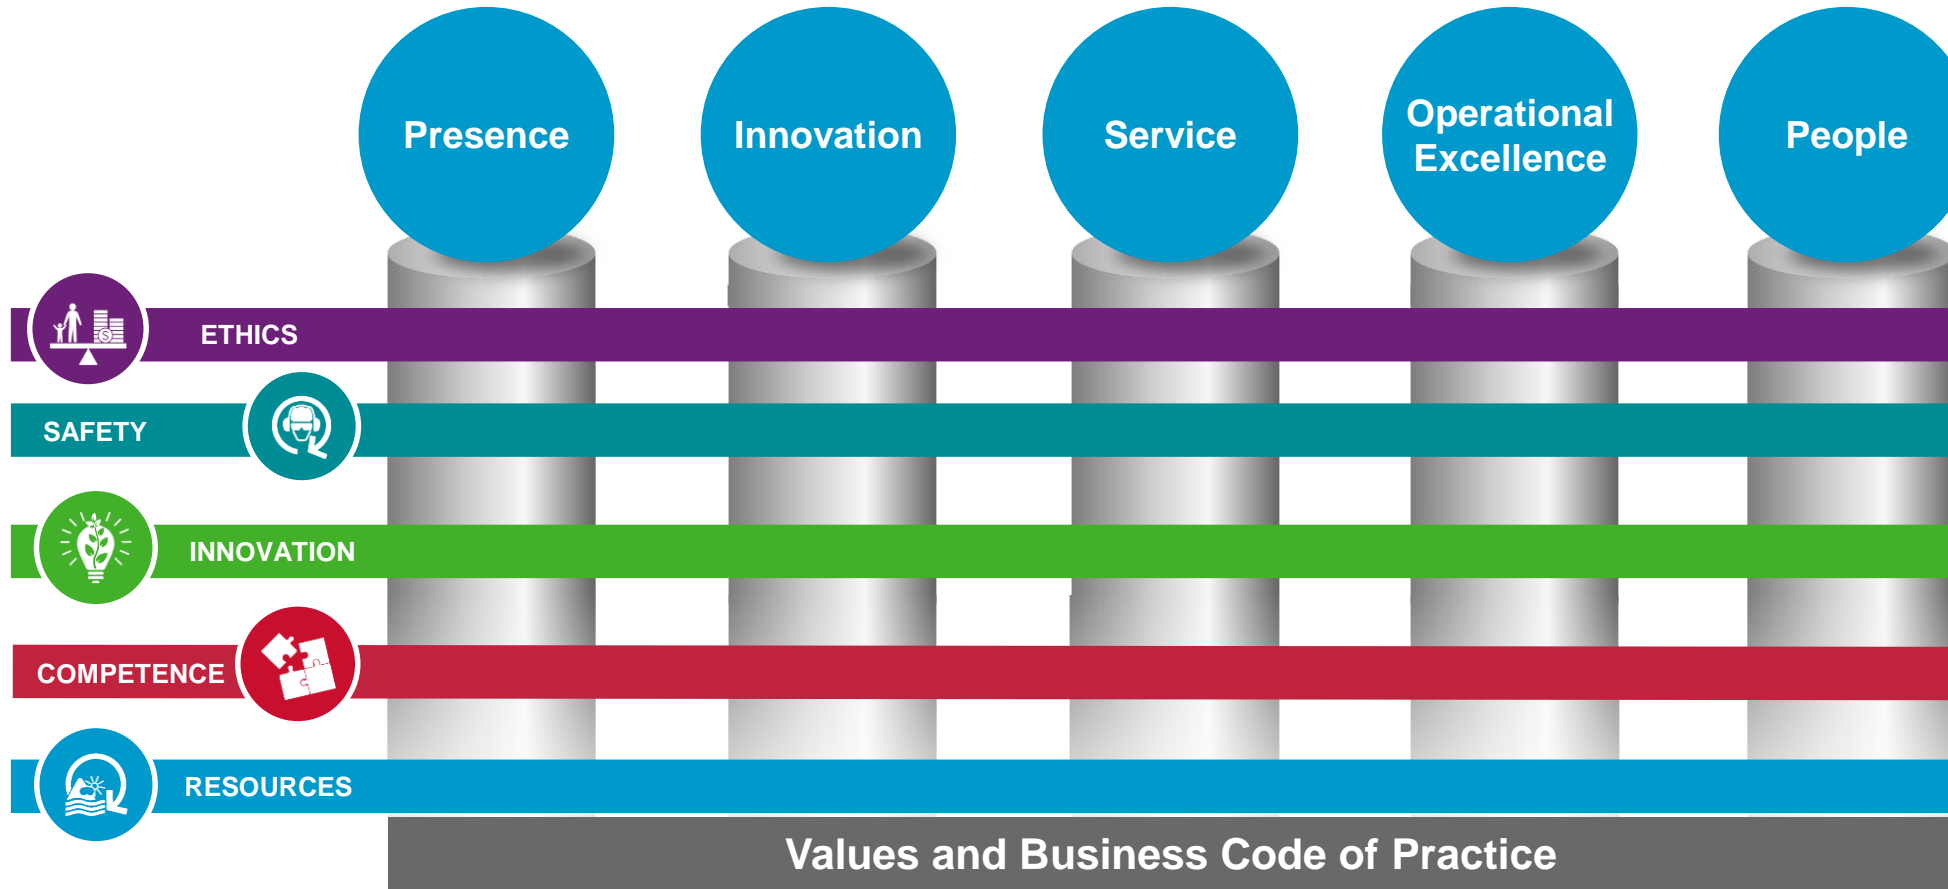 Presence
Innovation
Service
Operational
Excellence
People
ETHICS
SAFETY
INNOVATION
COMPETENCE
RESOURCES
Values and Business Code of Practice